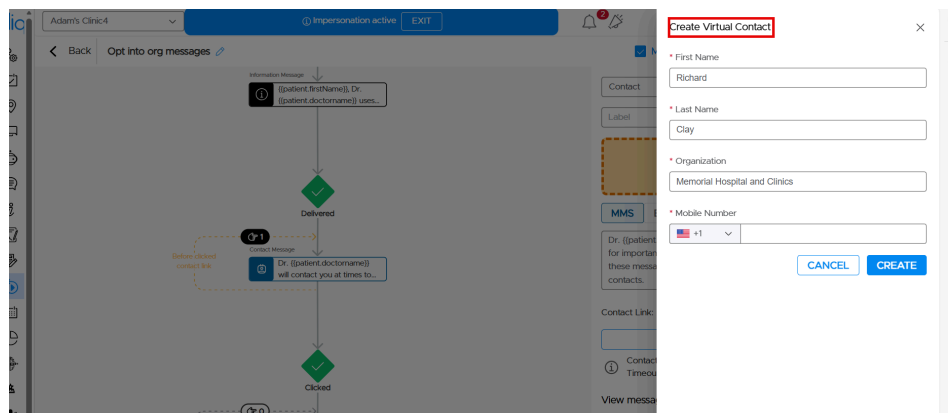 Adam's Clinic4
Impersonation active
EXIT
2
Create Virtual Contact
Back
Opt into org messages
Information Message
{{patient.firstName}}, Dr.
{{patient.doctorname}} uses...
Delivered
1
Before clicked
contact link
Contact Message
Dr. {{patient.doctorname}}
will contact you at times to...
Clicked
0
Contact
Label
MMS
Dr. {{patient
for importan
these messa
contacts.
Contact Link:
Contac
Timeou
View messa
* First Name
Richard
* Last Name
Clay
* Organization
Memorial Hospital and Clinics
* Mobile Number
+1
CANCEL
CREATE